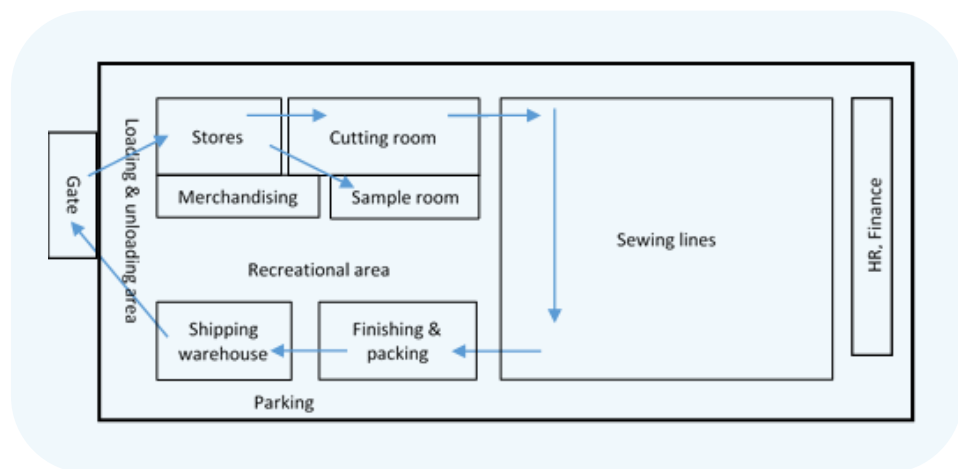 Gate
Loading & unloading area
Stores
Cutting room
Merchandising
Sample room
Sewing lines
HR, Finance
Recreational area
Shipping
warehouse
Finishing &
packing
Parking